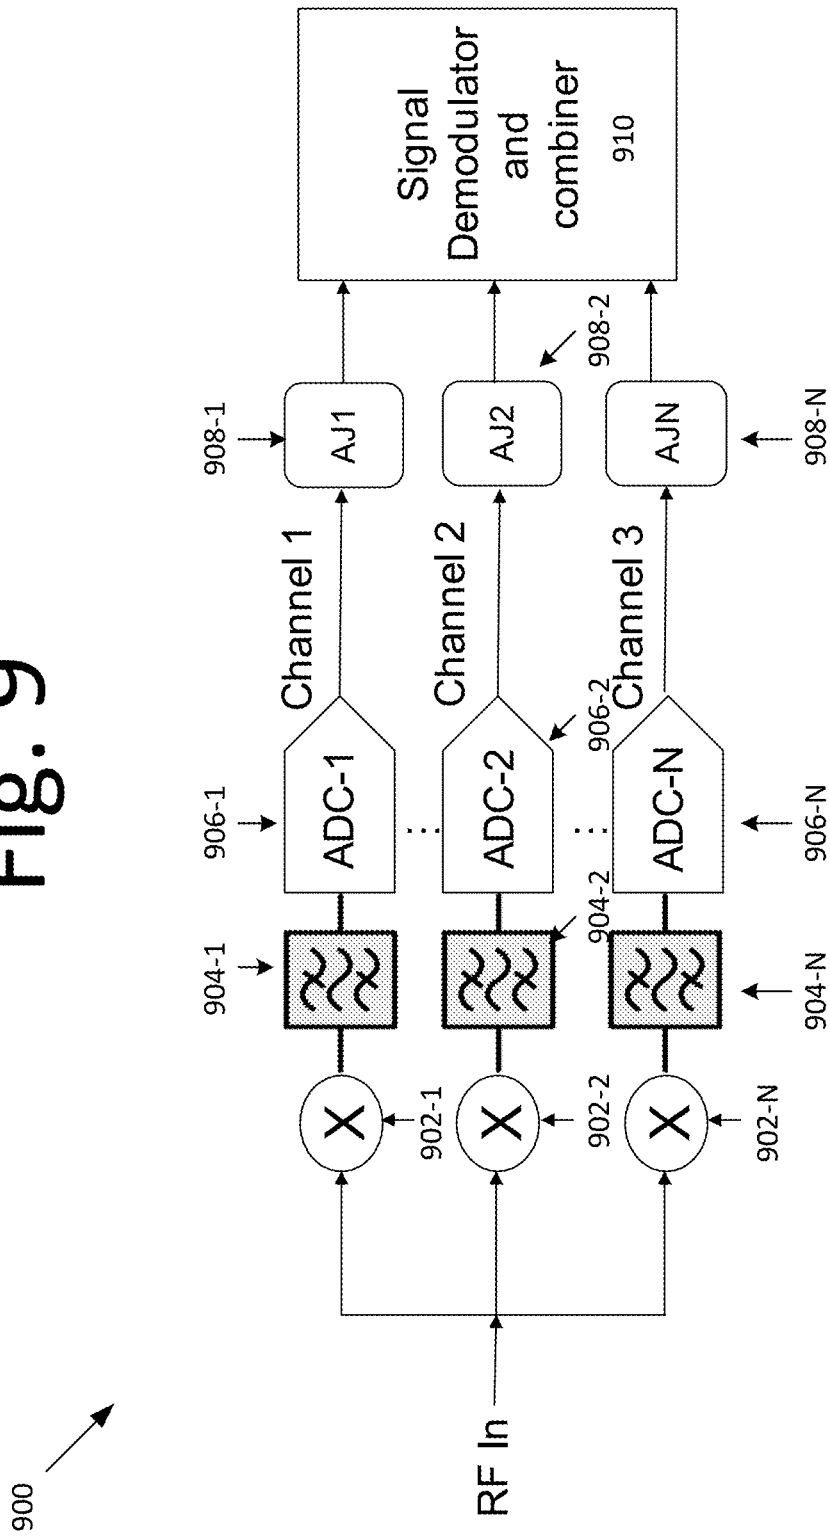 Fig. 9
900
RF In
902-1
902-2
902-N
X
X
X
904-1
904-2
904-N
906-1
906-2
906-N
ADC-1
...
ADC-2
...
ADC-N
Channel 1
Channel 2
Channel 3
908-1
908-2
908-N
AJ1
AJ2
AJN
Signal
Demodulator
and
combiner
910